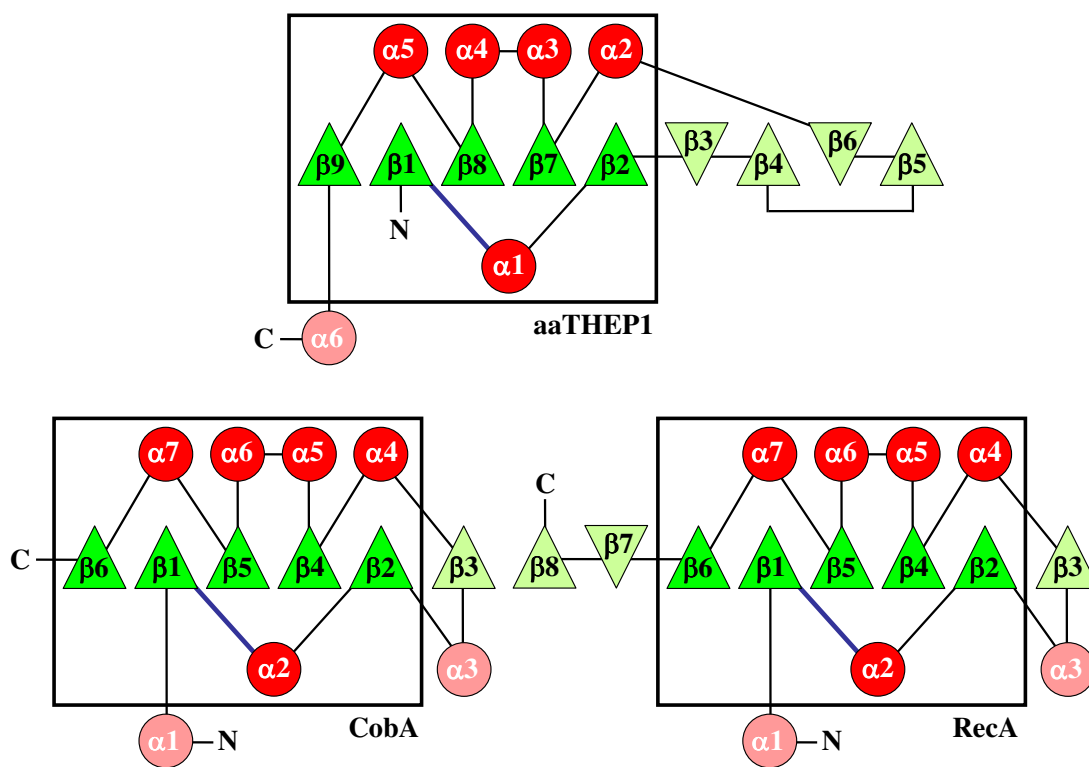 α5 α4 α3 α2
β3 β6
β9 β1 β8 β7 β2 β4 β5
N
α1
C α6
aaTHEP1
α7 α6 α5 α4 α7 α6 α5 α4
C
β7
C β6 β1 β5 β4 β2 β3 β8 β6 β1 β5 β4 β2 β3
α2 α3 α2 α3
CobA RecA
α1 N α1 N